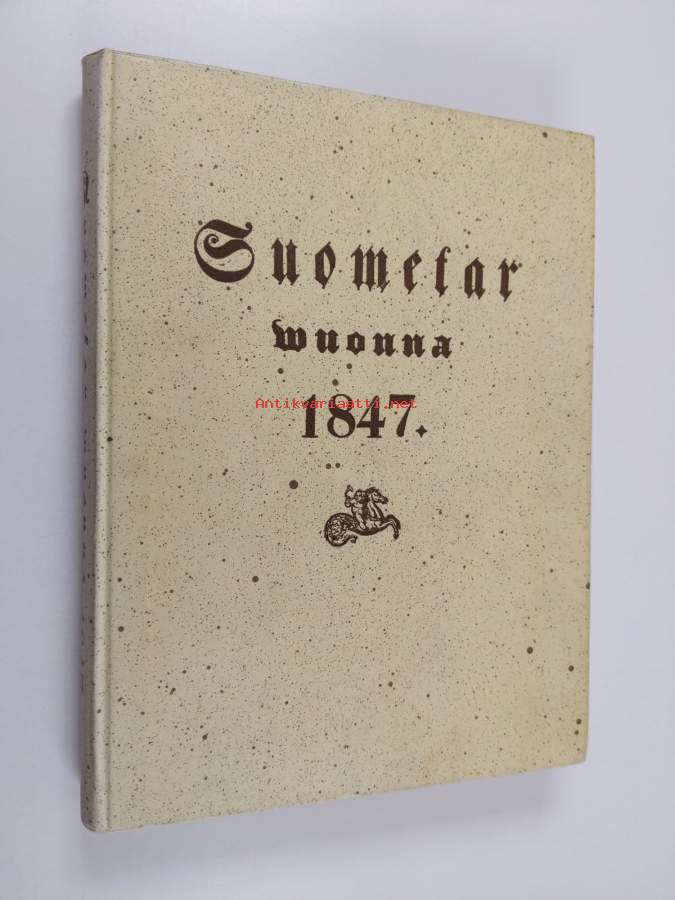 Suometar
wuonna
Antikvariaatti.net
1847.